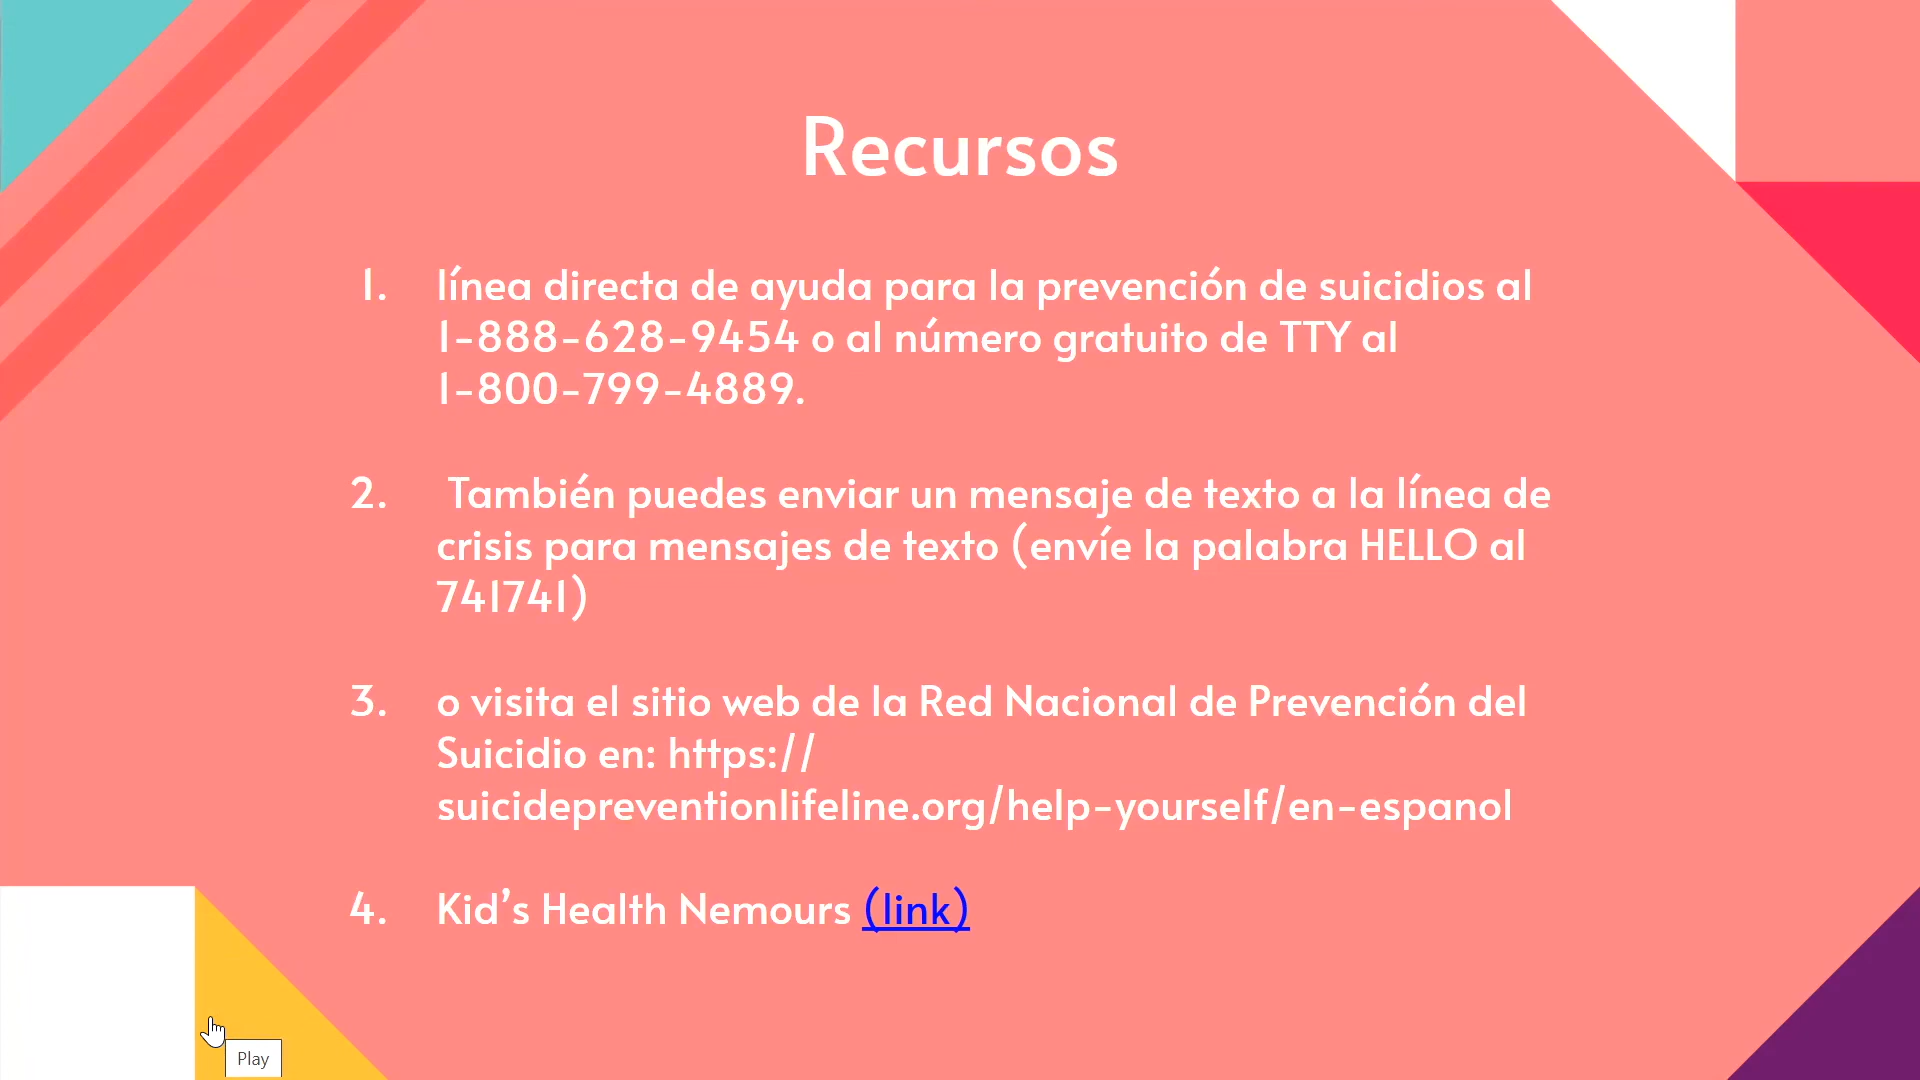 Recursos
1. línea directa de ayuda para la prevención de suicidios al
1-888-628-9454 o al número gratuito de TTY al
1-800-799-4889.
2. También puedes enviar un mensaje de texto a la línea de
crisis para mensajes de texto (envíe la palabra HELLO al
741741)
3. o visita el sitio web de la Red Nacional de Prevención del
Suicidio en: https://
suicidepreventionlifeline.org/help-yourself/en-espanol
4. Kid’s Health Nemours (link)
Play